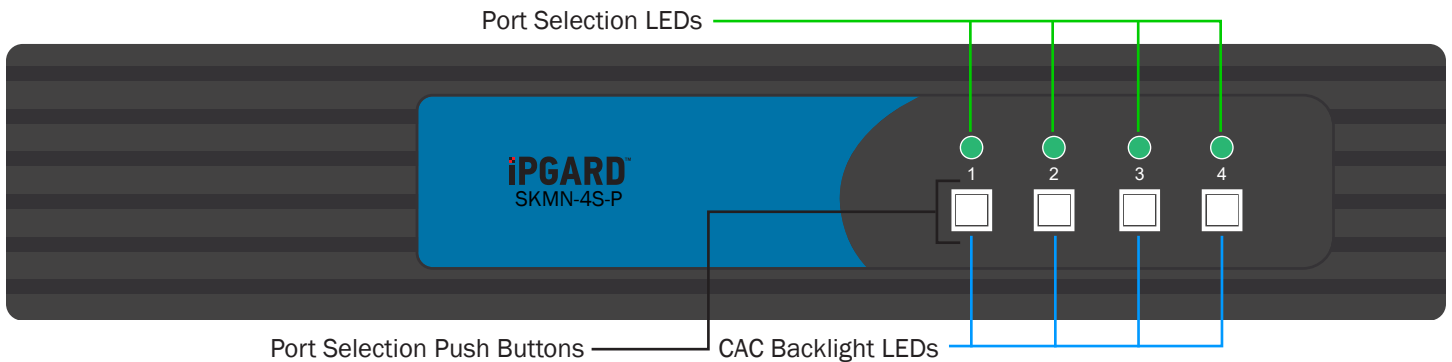 Port Selection LEDs
iPGARD™
SKMN-4S-P
1 2 3 4
Port Selection Push Buttons
CAC Backlight LEDs